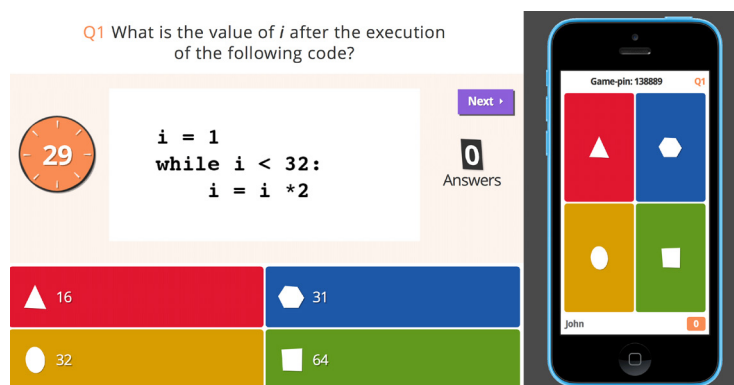 Q1 What is the value of i after the execution
of the following code?
Next
29
i = 1
while i < 32:
i = i *2
0
Answers
16
31
32
64
Game-pin: 138889 Q1
John 0